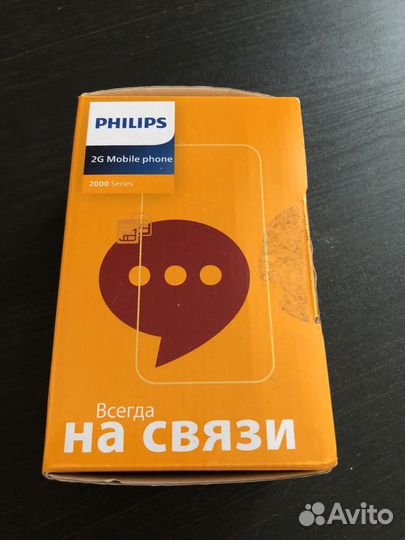 PHILIPS
2G Mobile phone
2000 Series
Всегда
на связи
Avito